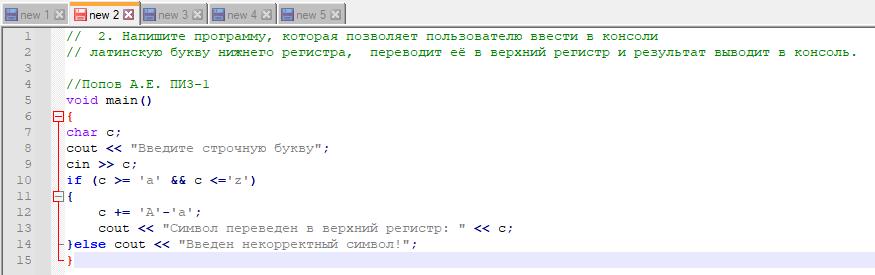 new 1 new 2 new 3 new 4 new 5
1 // 2. Напишите программу, которая позволяет пользователю ввести в консоли
2 // латинскую букву нижнего регистра, переводит её в верхний регистр и результат выводит в консоль.
3
4 //Попов А.Е. ПИЗ-1
5 void main()
6 {
7 char c;
8 cout << "Введите строчную букву";
9 cin >> c;
10 if (c >= 'a' && c <='z')
11 {
12 c += 'A'-'a';
13 cout << "Символ переведен в верхний регистр: " << c;
14 }else cout << "Введен некорректный символ!";
15 }